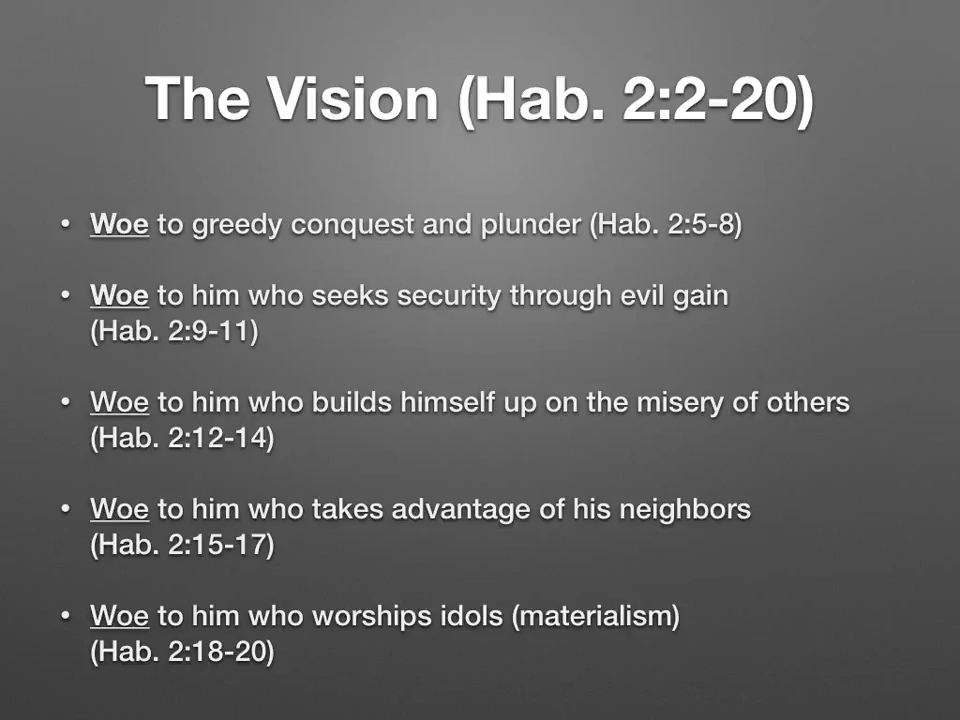 The Vision (Hab. 2:2-20)
• Woe to greedy conquest and plunder (Hab. 2:5-8)
• Woe to him who seeks security through evil gain
(Hab. 2:9-11)
• Woe to him who builds himself up on the misery of others
(Hab. 2:12-14)
• Woe to him who takes advantage of his neighbors
(Hab. 2:15-17)
• Woe to him who worships idols (materialism)
(Hab. 2:18-20)